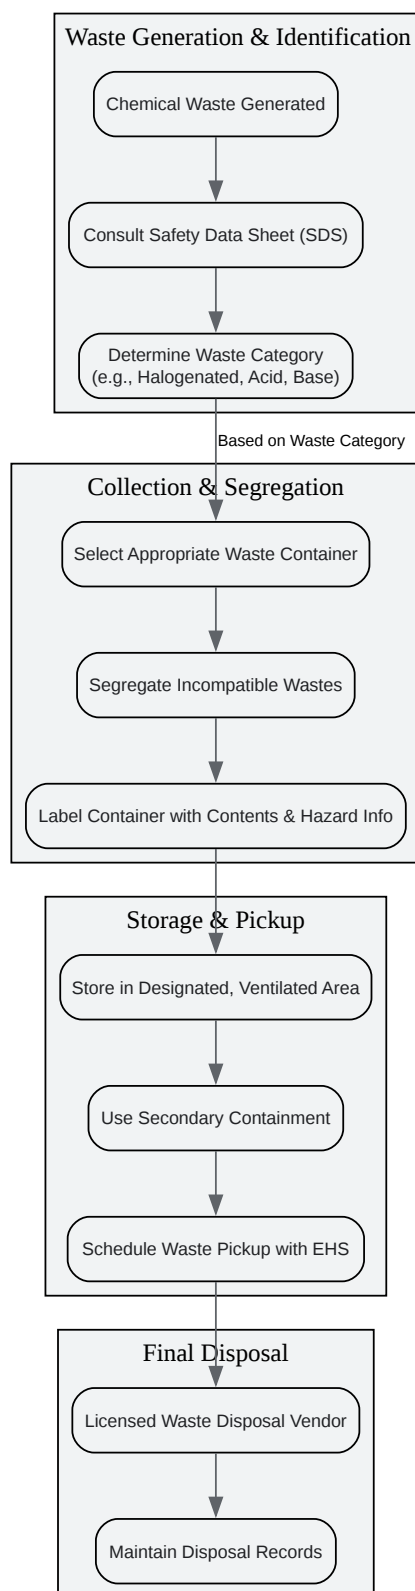 Waste Generation & Identification
Chemical Waste Generated
Consult Safety Data Sheet (SDS)
Determine Waste Category
(e.g., Halogenated, Acid, Base)
Based on Waste Category
Collection & Segregation
Select Appropriate Waste Container
Segregate Incompatible Wastes
Label Container with Contents & Hazard Info
Storage & Pickup
Store in Designated, Ventilated Area
Use Secondary Containment
Schedule Waste Pickup with EHS
Final Disposal
Licensed Waste Disposal Vendor
Maintain Disposal Records